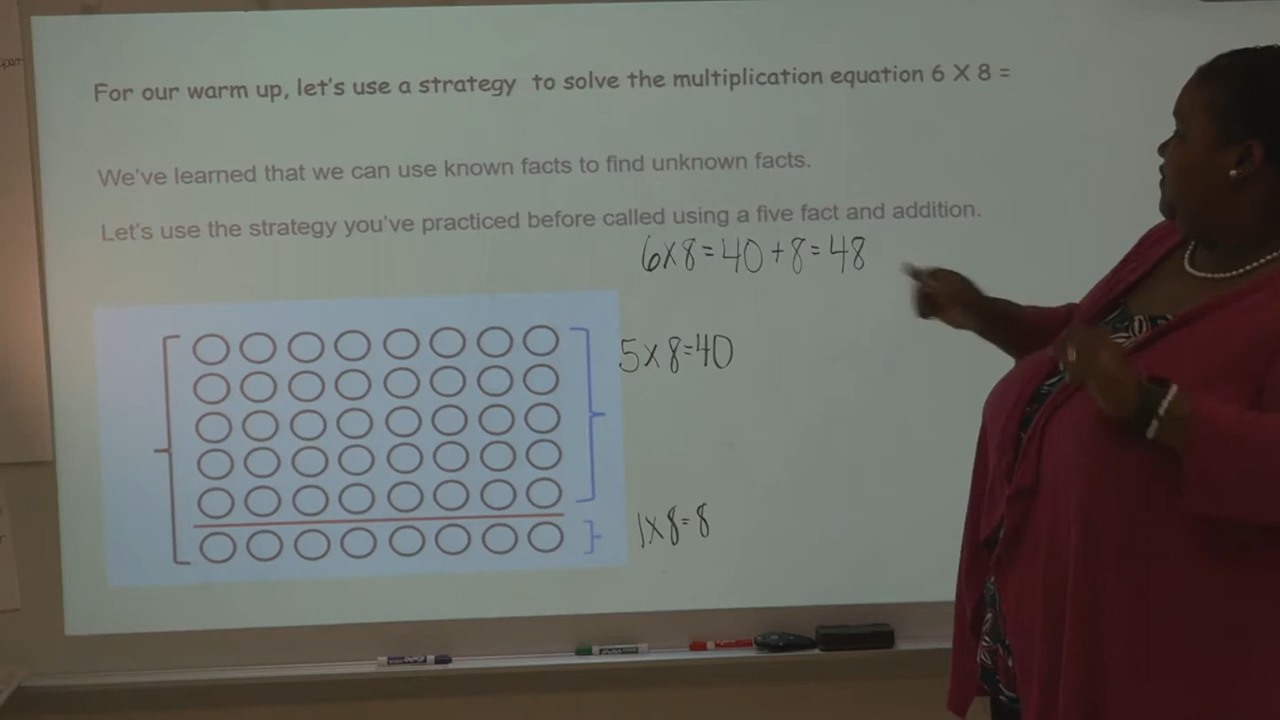 For our warm up, let's use a strategy to solve the multiplication equation 6 X 8 =
We've learned that we can use known facts to find unknown facts.
Let's use the strategy you've practiced before called using a five fact and addition.
6x8=40+8=48
5x8=40
1x8=8